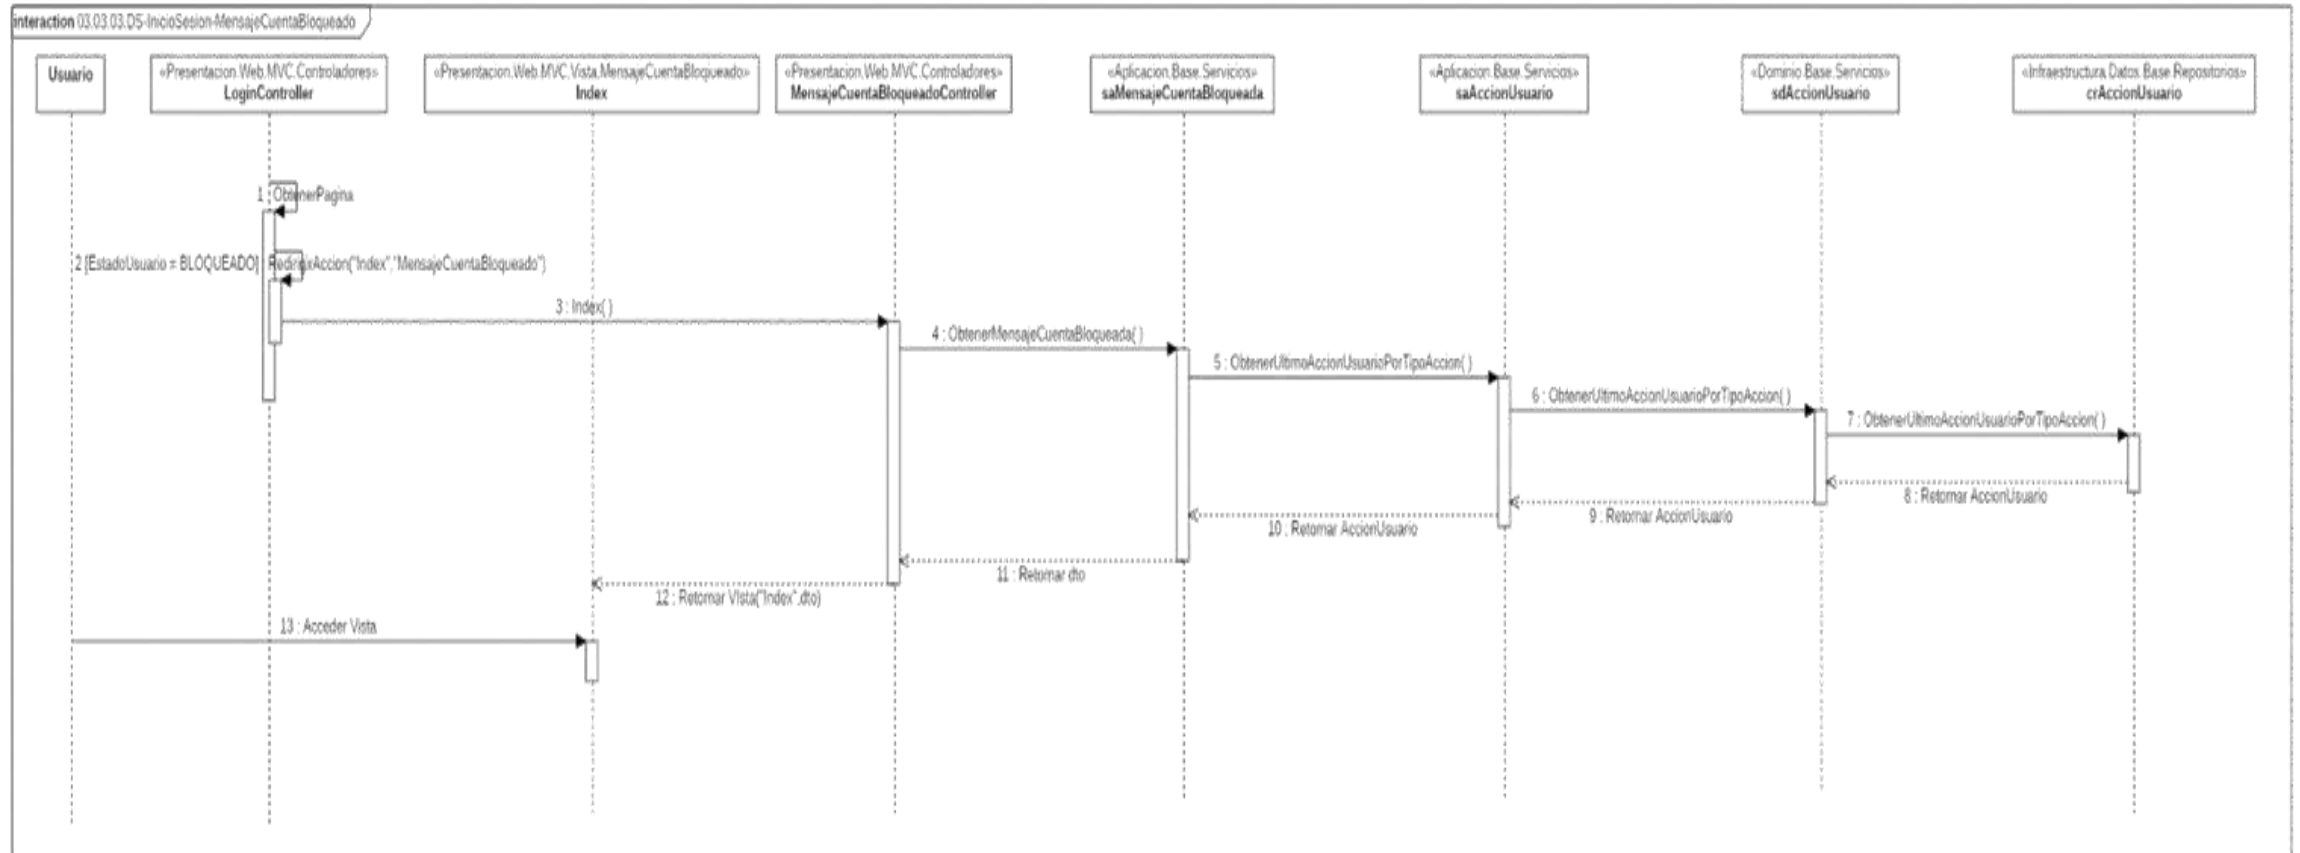 interaction 03.03.03.DS-InicioSesion-MensajeCuentaBloqueado
Usuario
«Presentacion.Web.MVC.Controladores»
LoginController
«Presentacion.Web.MVC.Vista.MensajeCuentaBloqueado»
Index
«Presentacion.Web.MVC.Controladores»
MensajeCuentaBloqueadoController
«Aplicacion.Base.Servicios»
saMensajeCuentaBloqueada
«Aplicacion.Base.Servicios»
saAccionUsuario
«Dominio.Base.Servicios»
sdAccionUsuario
«Infraestructura.Datos.Base.Repositorios»
crAccionUsuario
1 : ObtenerPagina
2 [EstadoUsuario = BLOQUEADO] : RedirigirAccion("Index","MensajeCuentaBloqueado")
3 : Index( )
4 : ObtenerMensajeCuentaBloqueada( )
5 : ObtenerUltimoAccionUsuarioPorTipoAccion( )
6 : ObtenerUltimoAccionUsuarioPorTipoAccion( )
7 : ObtenerUltimoAccionUsuarioPorTipoAccion( )
8 : Retornar AccionUsuario
9 : Retornar AccionUsuario
10 : Retornar AccionUsuario
11 : Retornar dto
12 : Retornar Vista("Index",dto)
13 : Acceder Vista